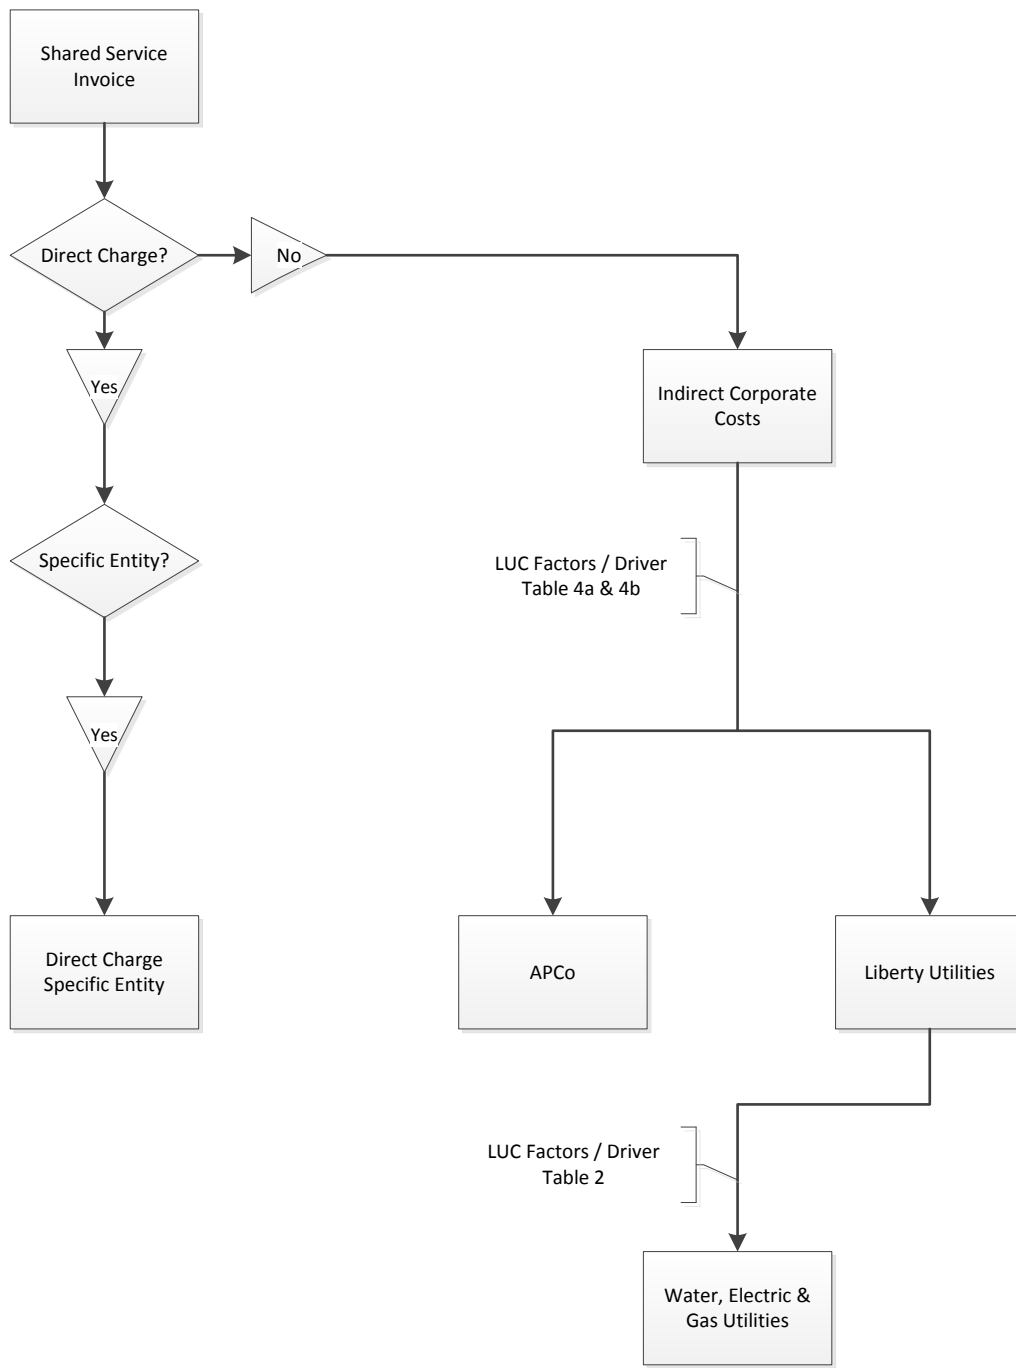 Shared Service
Invoice
Direct Charge?
No
Yes
Indirect Corporate
Costs
Specific Entity?
LUC Factors / Driver
Table 4a & 4b
Yes
Direct Charge
Specific Entity
APCo
Liberty Utilities
LUC Factors / Driver
Table 2
Water, Electric &
Gas Utilities